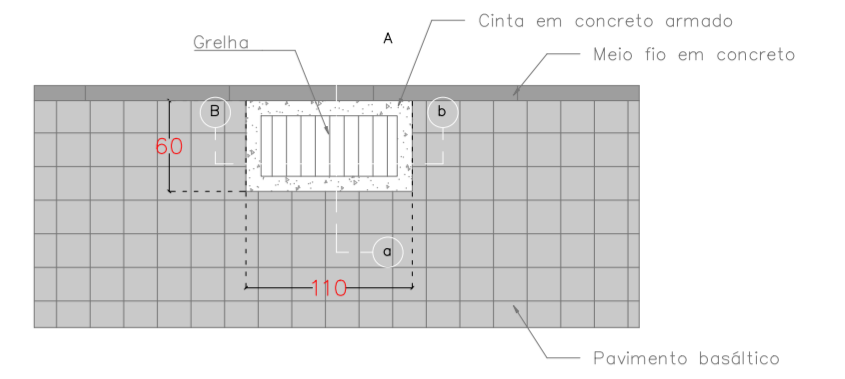 Cinta em concreto armado
Grelha
A
Meio fio em concreto
B
b
60
a
110
Pavimento basáltico